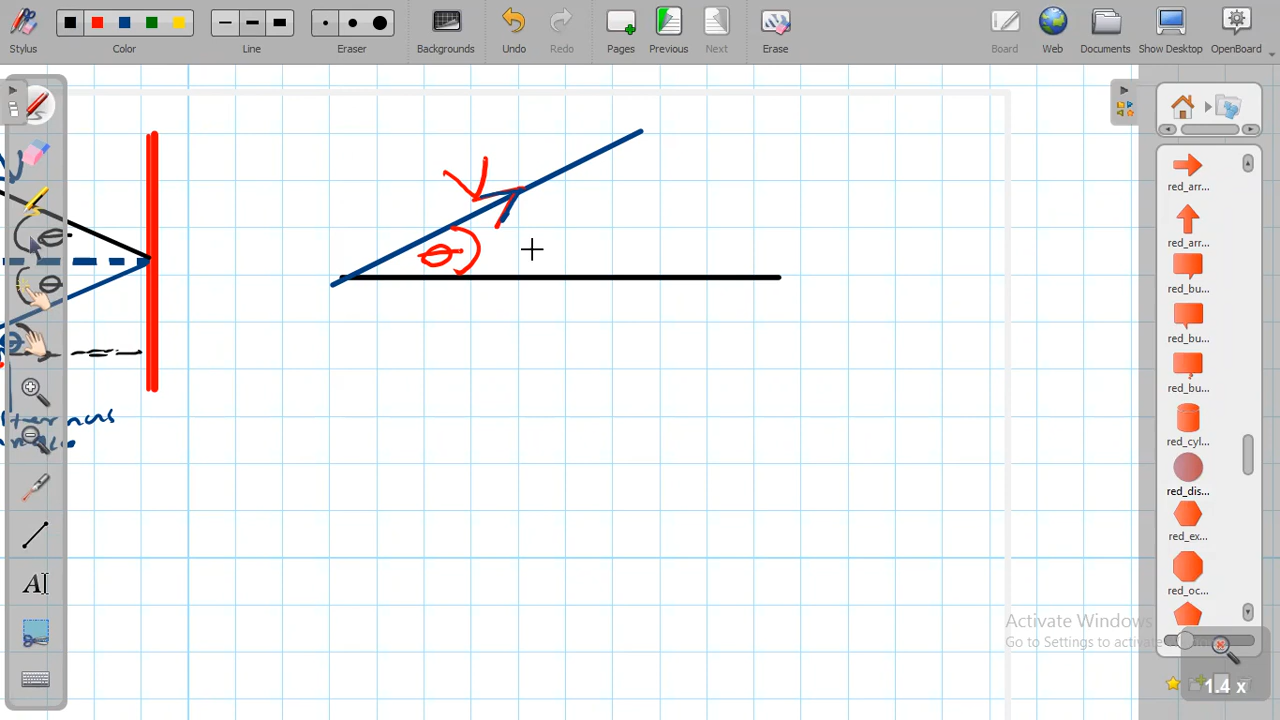 Stylus
Color
Line
Eraser
Backgrounds
Undo
Redo
Pages
Previous
Next
Erase
Board
Web
Documents
Show Desktop
OpenBoard
red_arr...
red_arr...
red_bu...
red_bu...
red_bu...
red_cyl...
red_dis...
red_ex...
red_oc...
θ
θ
θ
Activate Windows
Go to Settings to activate
1.4 x